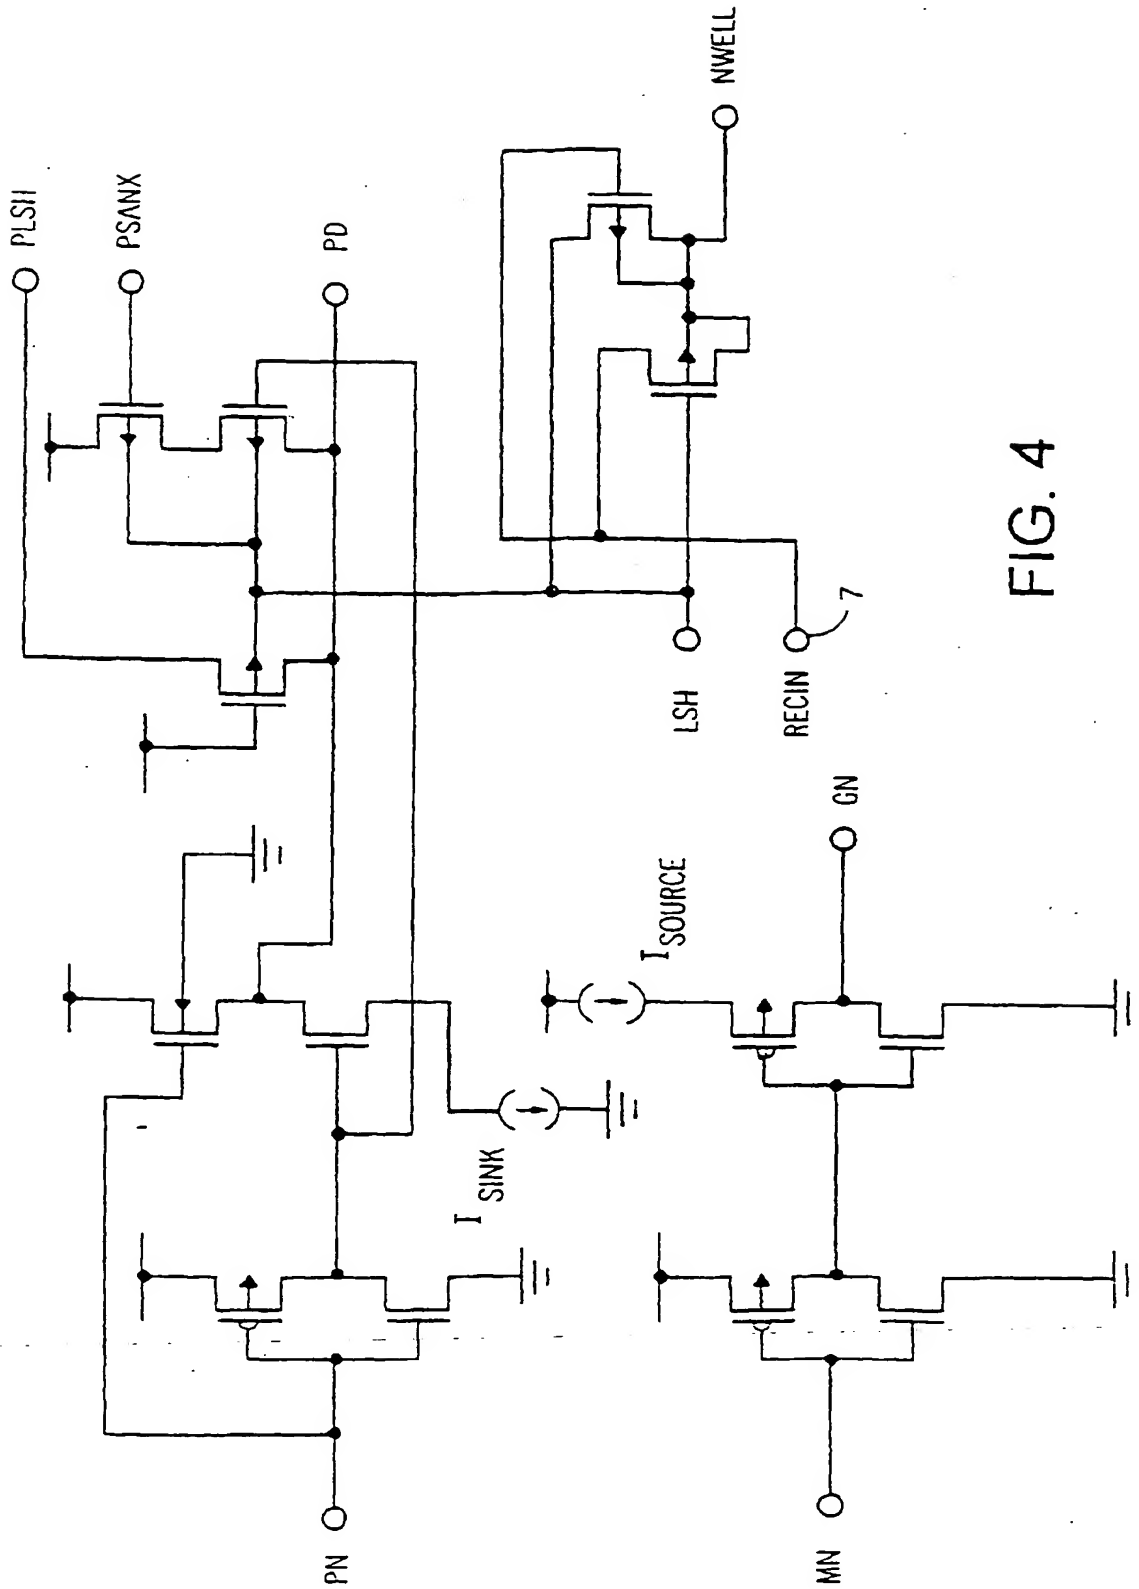 PLSH
PSANX
PD
NWELL
PN
I SINK
LSH
RECIN
7
I SOURCE
GN
MN
FIG. 4